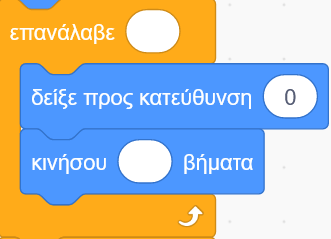 επανάλαβε
δείξε προς κατεύθυνση 0
κινήσου βήματα